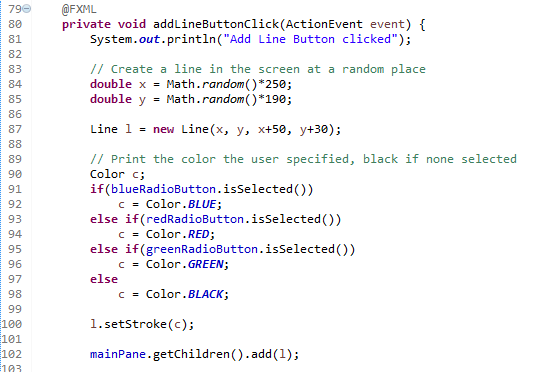 79 @FXML
80 private void addLineButtonClick(ActionEvent event) {
81 System.out.println("Add Line Button clicked");
82
83 // Create a line in the screen at a random place
84 double x = Math.random()*250;
85 double y = Math.random()*190;
86
87 Line l = new Line(x, y, x+50, y+30);
88
89 // Print the color the user specified, black if none selected
90 Color c;
91 if(blueRadioButton.isSelected())
92 c = Color.BLUE;
93 else if(redRadioButton.isSelected())
94 c = Color.RED;
95 else if(greenRadioButton.isSelected())
96 c = Color.GREEN;
97 else
98 c = Color.BLACK;
99
100 l.setStroke(c);
101
102 mainPane.getChildren().add(l);
103